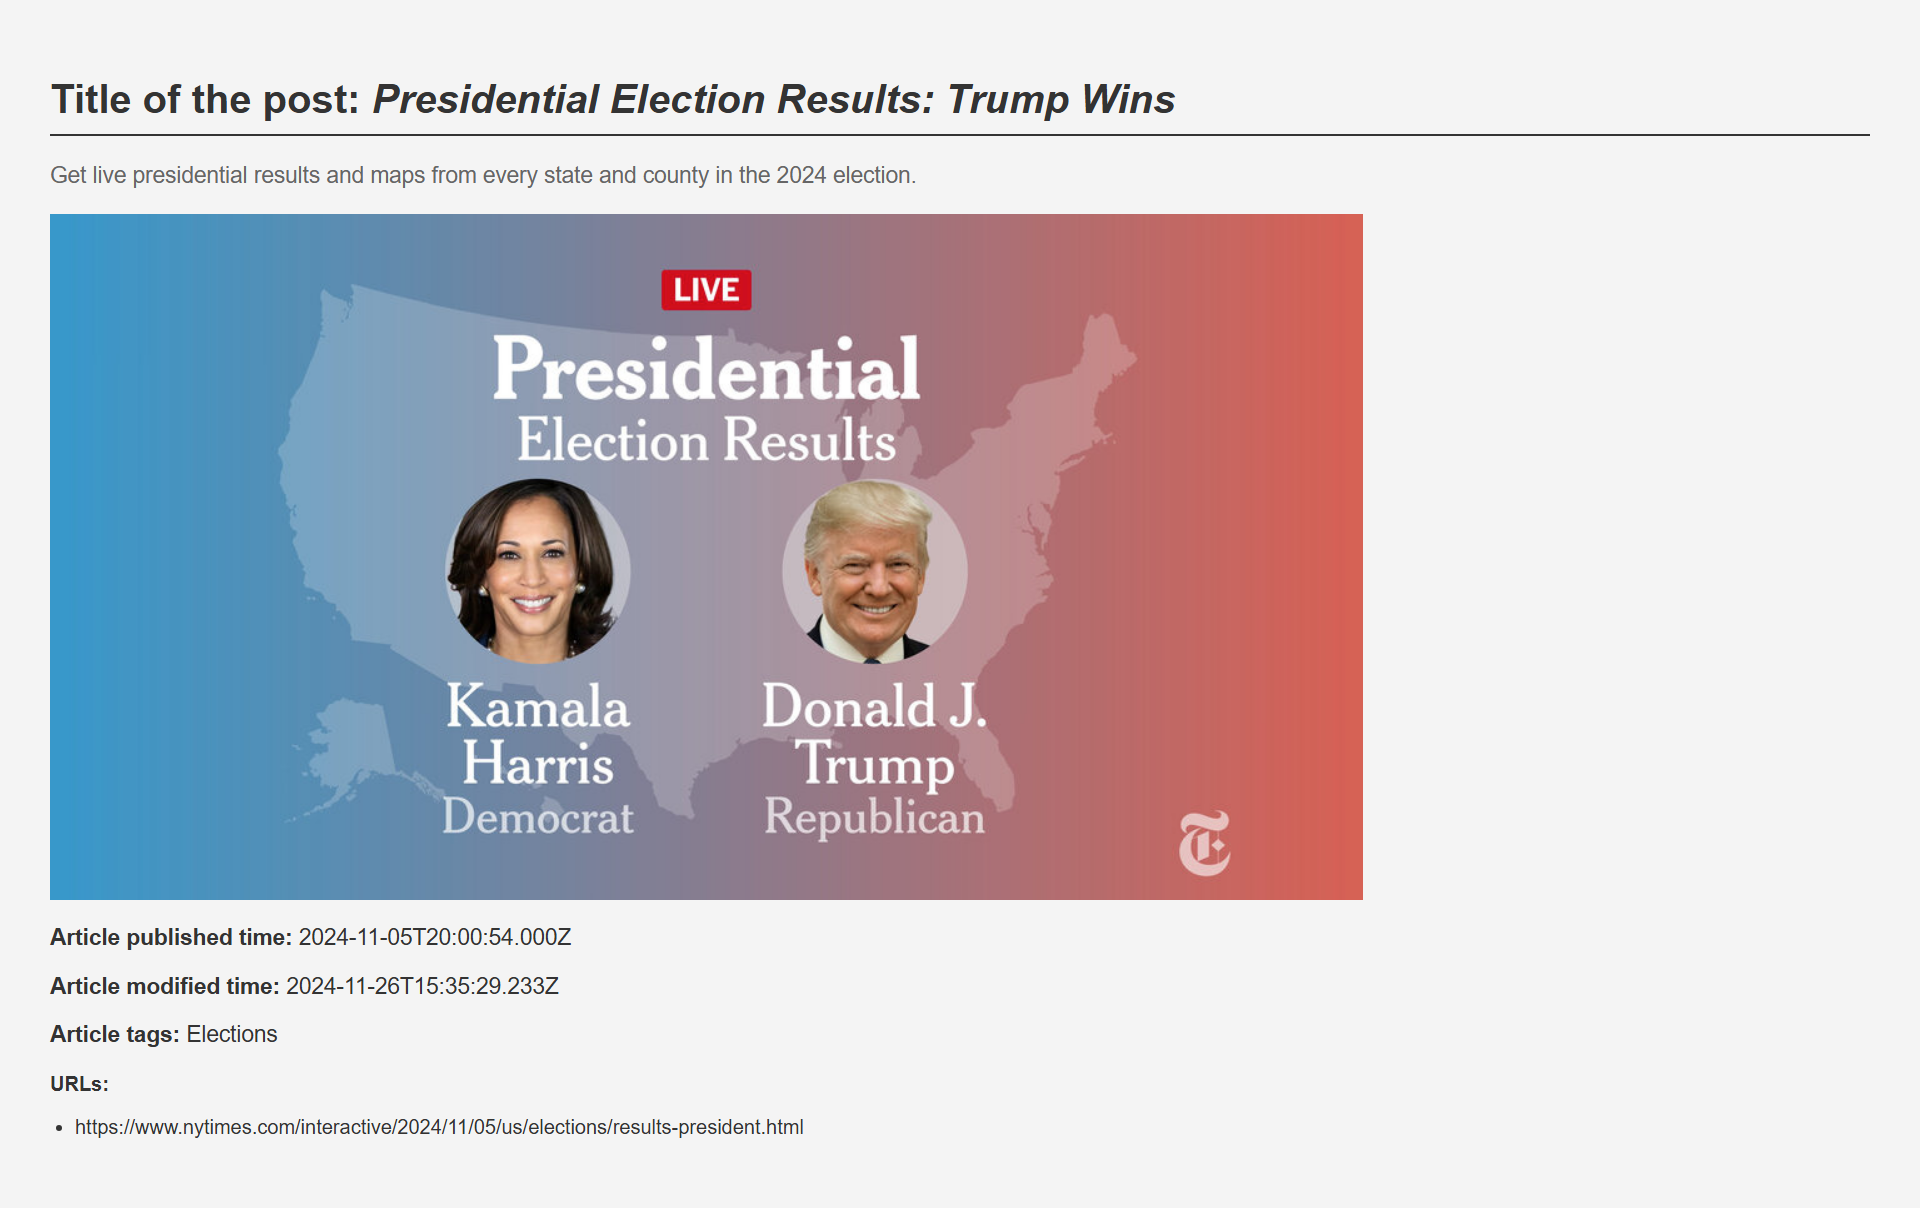 Title of the post: Presidential Election Results: Trump Wins
Get live presidential results and maps from every state and county in the 2024 election.
LIVE
Presidential
Election Results
Kamala
Harris
Democrat
Donald J.
Trump
Republican
T
Article published time: 2024-11-05T20:00:54.000Z
Article modified time: 2024-11-26T15:35:29.233Z
Article tags: Elections
URLs:
• https://www.nytimes.com/interactive/2024/11/05/us/elections/results-president.html